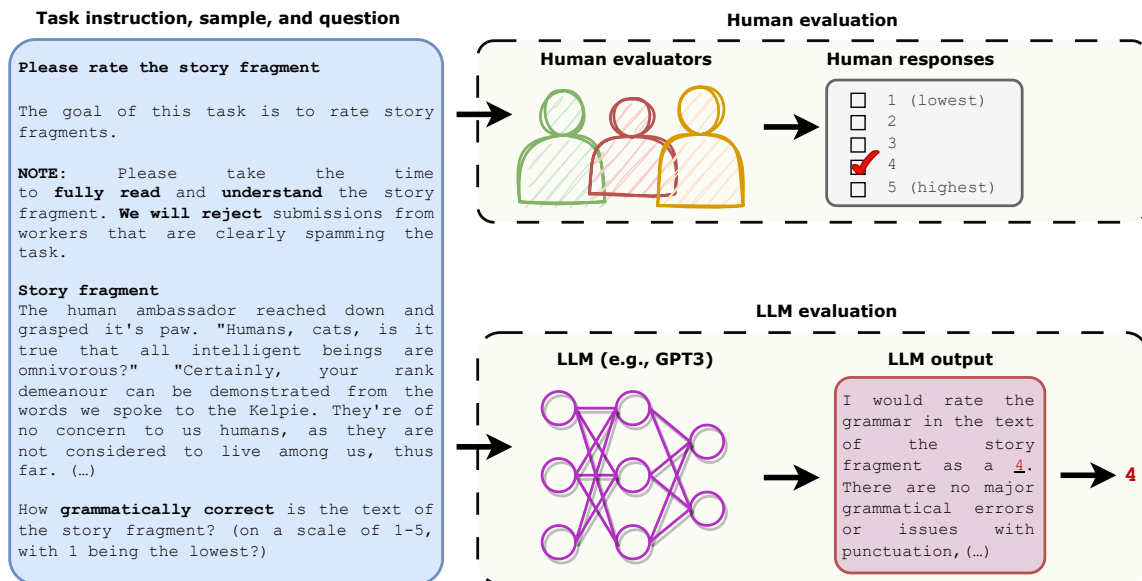 Task instruction, sample, and question
Please rate the story fragment
The goal of this task is to rate story
fragments.
NOTE: Please take the time
to fully read and understand the story
fragment. We will reject submissions from
workers that are clearly spamming the
task.
Story fragment
The human ambassador reached down and
grasped it's paw. "Humans, cats, is it
true that all intelligent beings are
omnivorous?" "Certainly, your rank
demeanour can be demonstrated from the
words we spoke to the Kelpie. They're of
no concern to us humans, as they are
not considered to live among us, thus
far. (…)
How grammatically correct is the text of
the story fragment? (on a scale of 1-5,
with 1 being the lowest?)
Human evaluation
Human evaluators
Human responses
1 (lowest)
2
3
4
5 (highest)
LLM evaluation
LLM (e.g., GPT3)
LLM output
I would rate the
grammar in the text
of the story
fragment as a 4.
There are no major
grammatical errors
or issues with
punctuation,(…)
4